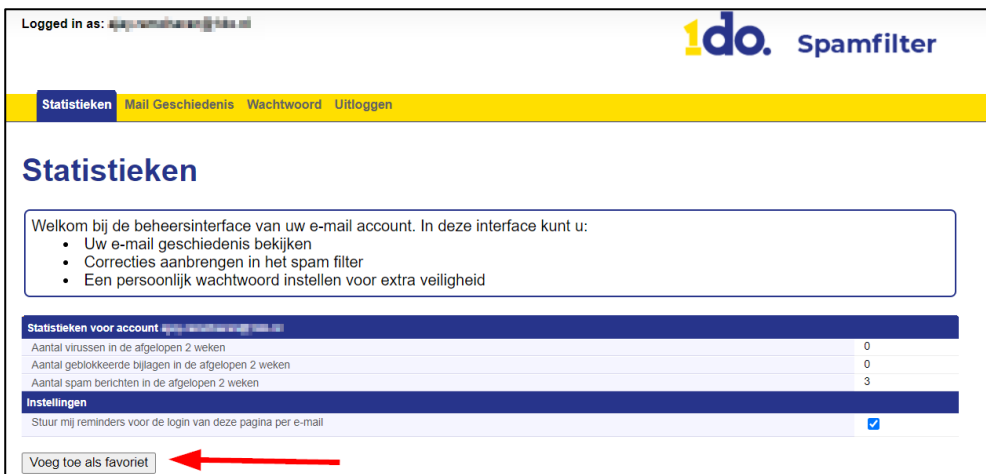 Logged in as:
1do. Spamfilter
Statistieken Mail Geschiedenis Wachtwoord Uitloggen
Statistieken
Welkom bij de beheersinterface van uw e-mail account. In deze interface kunt u:
• Uw e-mail geschiedenis bekijken
• Correcties aanbrengen in het spam filter
• Een persoonlijk wachtwoord instellen voor extra veiligheid
Statistieken voor account
Aantal virussen in de afgelopen 2 weken 0
Aantal geblokkeerde bijlagen in de afgelopen 2 weken 0
Aantal spam berichten in de afgelopen 2 weken 3
Instellingen
Stuur mij reminders voor de login van deze pagina per e-mail
Voeg toe als favoriet